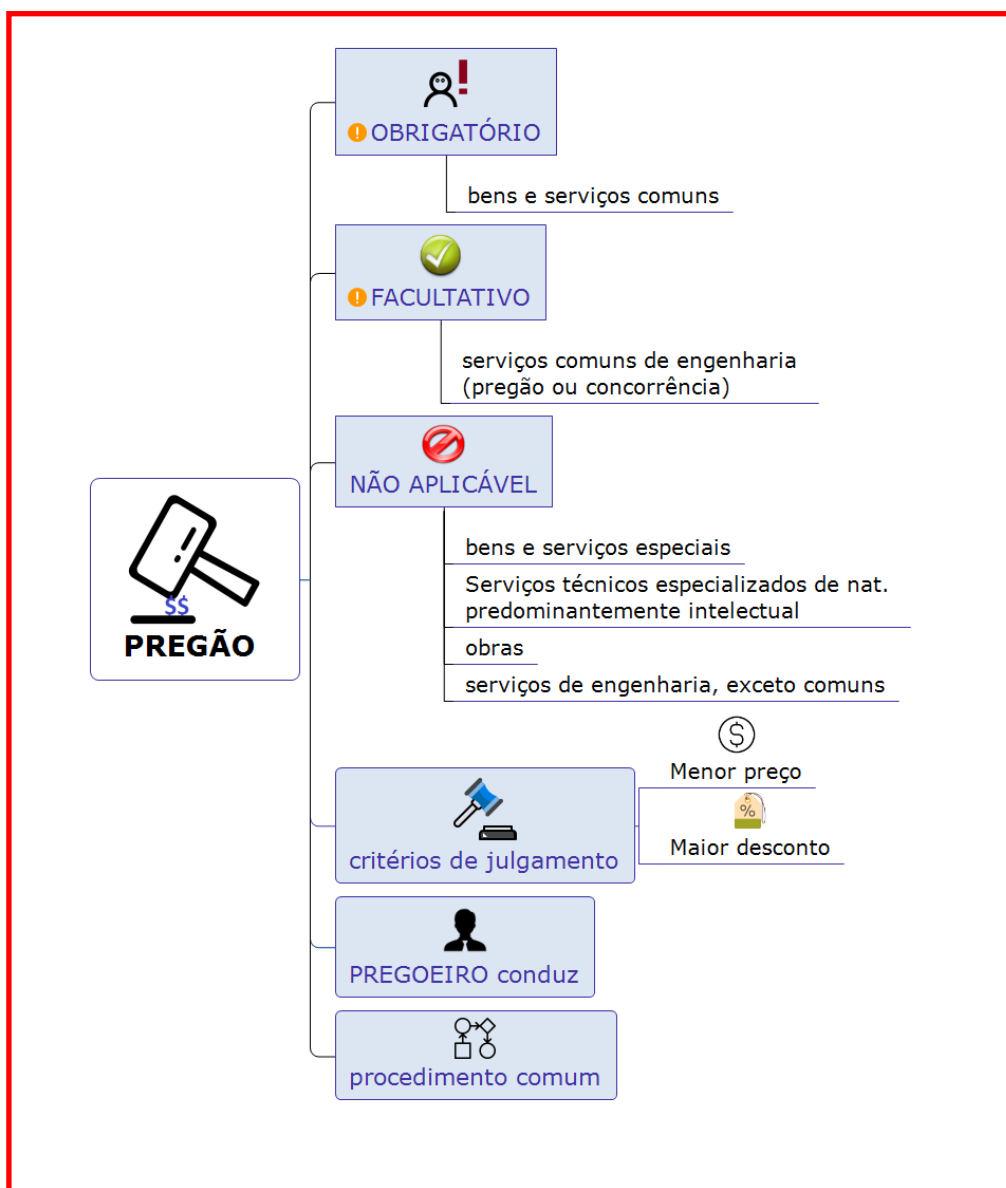 OBRIGATÓRIO
bens e serviços comuns
FACULTATIVO
serviços comuns de engenharia
(pregão ou concorrência)
NÃO APLICÁVEL
bens e serviços especiais
Serviços técnicos especializados de nat.
predominantemente intelectual
obras
serviços de engenharia, exceto comuns
$$
PREGÃO
$
Menor preço
%
Maior desconto
critérios de julgamento
PREGOEIRO conduz
procedimento comum